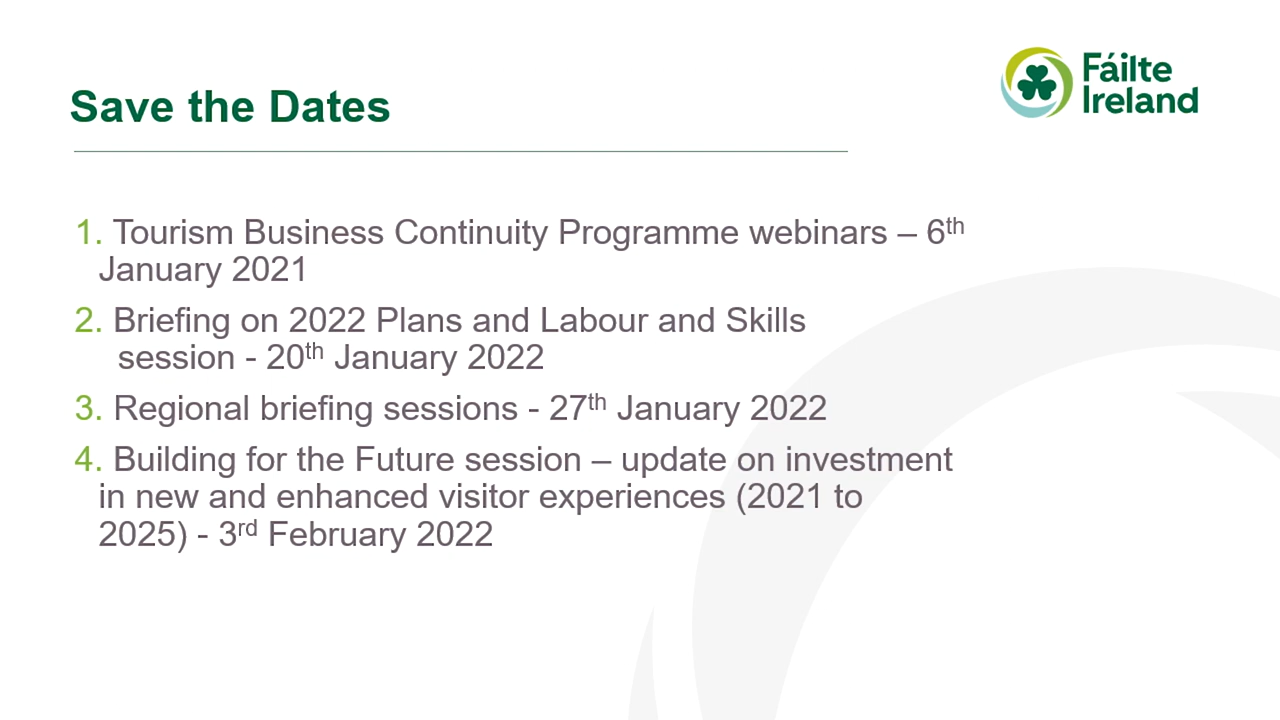 Save the Dates
Fáilte
Ireland
1. Tourism Business Continuity Programme webinars – 6th
January 2021
2. Briefing on 2022 Plans and Labour and Skills
session - 20th January 2022
3. Regional briefing sessions - 27th January 2022
4. Building for the Future session – update on investment
in new and enhanced visitor experiences (2021 to
2025) - 3rd February 2022